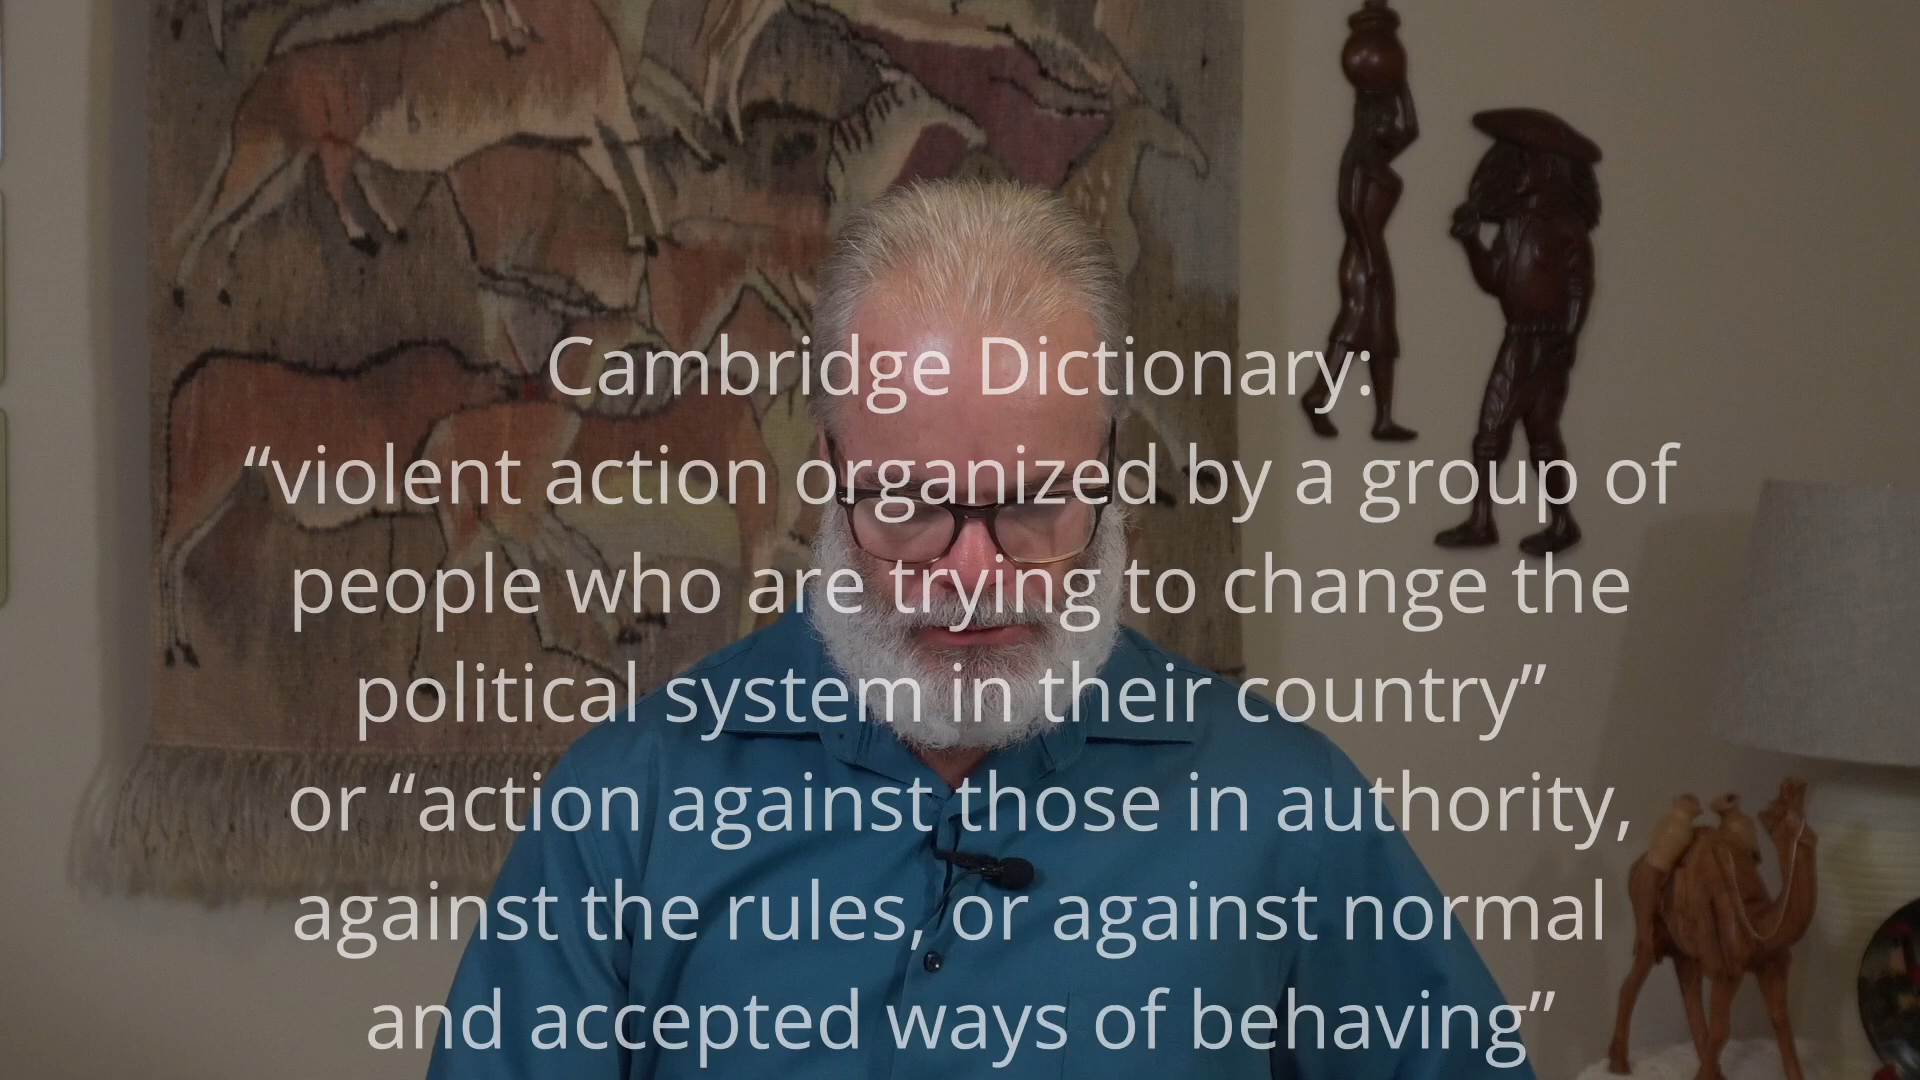 Cambridge Dictionary:
“violent action organized by a group of
people who are trying to change the
political system in their country”
or “action against those in authority,
against the rules, or against normal
and accepted ways of behaving”